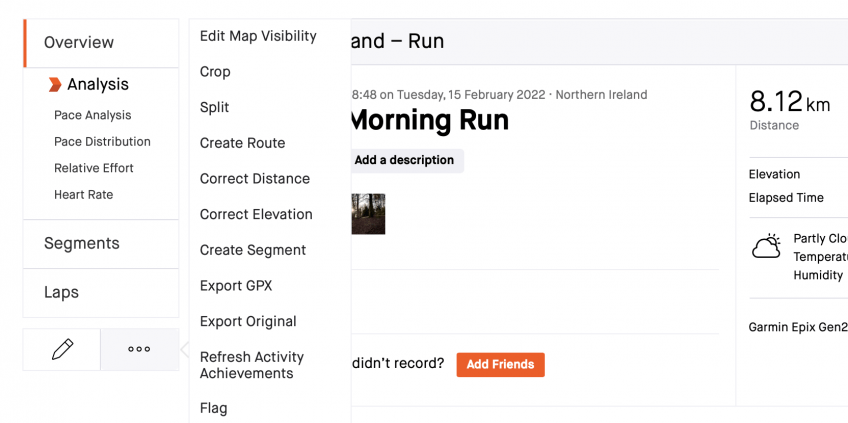 Overview
Analysis
Pace Analysis
Pace Distribution
Relative Effort
Heart Rate
Segments
Laps
Edit Map Visibility
Crop
Split
Create Route
Correct Distance
Correct Elevation
Create Segment
Export GPX
Export Original
Refresh Activity
Achievements
Flag
and – Run
8:48 on Tuesday, 15 February 2022 · Northern Ireland
Morning Run
Add a description
didn't record?
Add Friends
8.12 km
Distance
Elevation
Elapsed Time
Partly Clo
Temperatu
Humidity
Garmin Epix Gen2